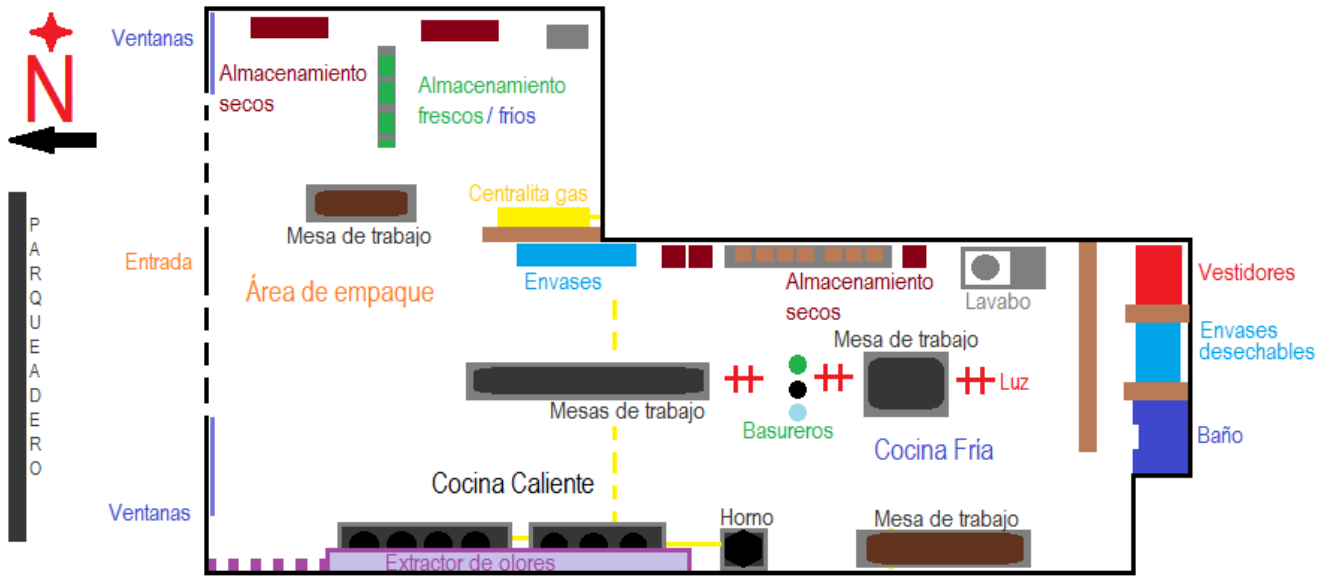 N
Ventanas
Almacenamiento
secos
Almacenamiento
frescos / frios
Centralita gas
Mesa de trabajo
PARQUEADERO
Entrada
Área de empaque
Envases
Almacenamiento
secos
Lavabo
Vestidores
Envases
desechables
Mesa de trabajo
Luz
Mesas de trabajo
Basureros
Cocina Fría
Baño
Cocina Caliente
Ventanas
Horno
Mesa de trabajo
Extractor de olores